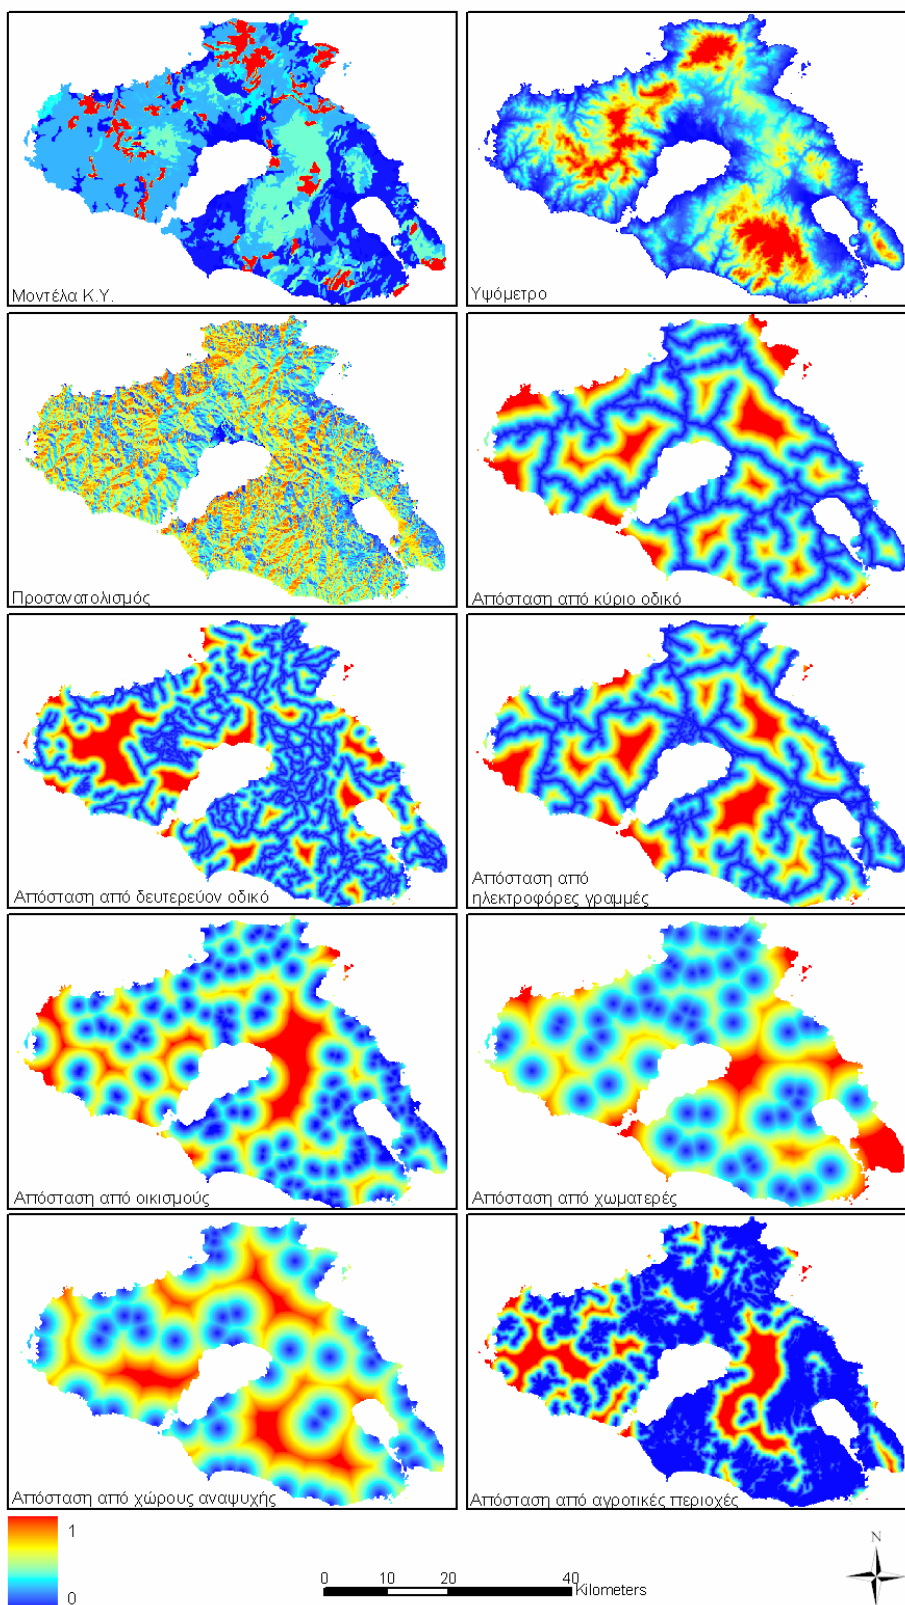 Μοντέλα Κ.Υ.
Υψόμετρο
Προσανατολισμός
Απόσταση από κύριο οδικό
Απόσταση από δευτερεύον οδικό
Απόσταση από
ηλεκτροφόρες γραμμές
Απόσταση από οικισμούς
Απόσταση από χωματερές
Απόσταση από χώρους αναψυχής
Απόσταση από αγροτικές περιοχές
1
0
0 10 20 40
Kilometers
N